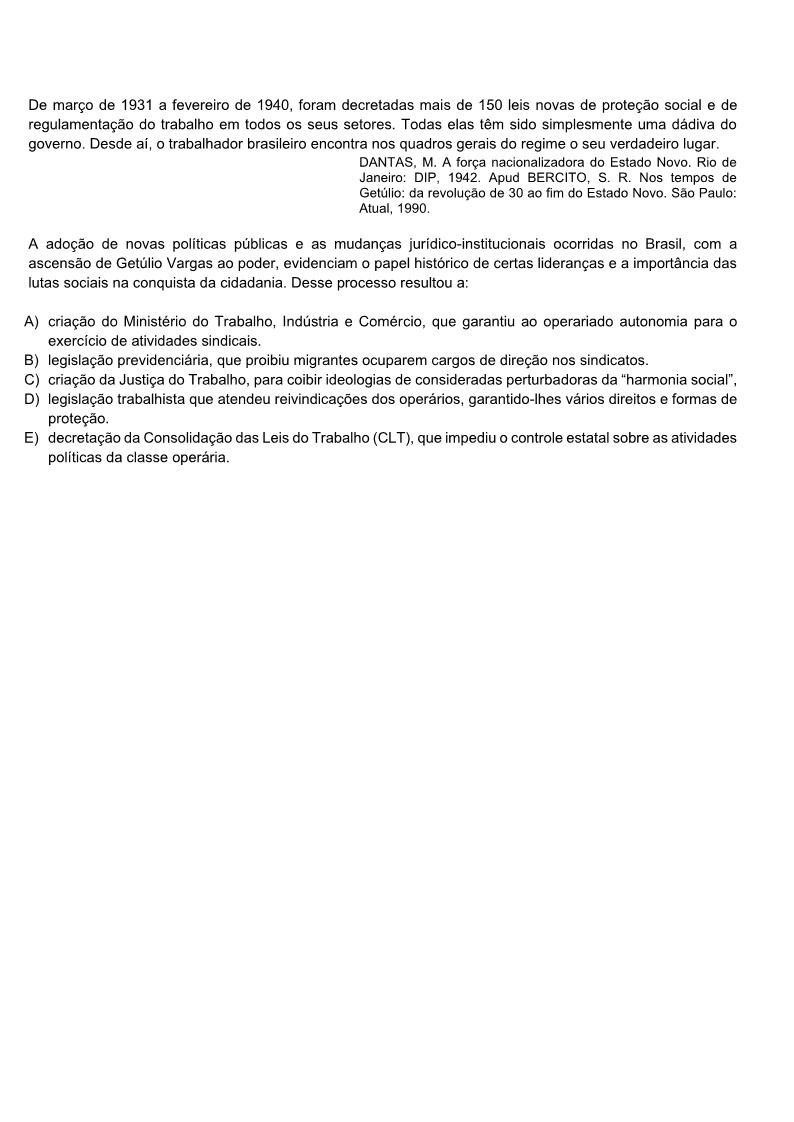 De março de 1931 a fevereiro de 1940, foram decretadas mais de 150 leis novas de proteção social e de
regulamentação do trabalho em todos os seus setores. Todas elas têm sido simplesmente uma dádiva do
governo. Desde aí, o trabalhador brasileiro encontra nos quadros gerais do regime o seu verdadeiro lugar.
DANTAS, M. A força nacionalizadora do Estado Novo. Rio de
Janeiro: DIP, 1942. Apud BERCITO, S. R. Nos tempos de
Getúlio: da revolução de 30 ao fim do Estado Novo. São Paulo:
Atual, 1990.
A adoção de novas políticas públicas e as mudanças jurídico-institucionais ocorridas no Brasil, com a
ascensão de Getúlio Vargas ao poder, evidenciam o papel histórico de certas lideranças e a importância das
lutas sociais na conquista da cidadania. Desse processo resultou a:
A) criação do Ministério do Trabalho, Indústria e Comércio, que garantiu ao operariado autonomia para o
exercício de atividades sindicais.
B) legislação previdenciária, que proibiu migrantes ocuparem cargos de direção nos sindicatos.
C) criação da Justiça do Trabalho, para coibir ideologias de consideradas perturbadoras da “harmonia social”,
D) legislação trabalhista que atendeu reivindicações dos operários, garantido-lhes vários direitos e formas de
proteção.
E) decretação da Consolidação das Leis do Trabalho (CLT), que impediu o controle estatal sobre as atividades
políticas da classe operária.